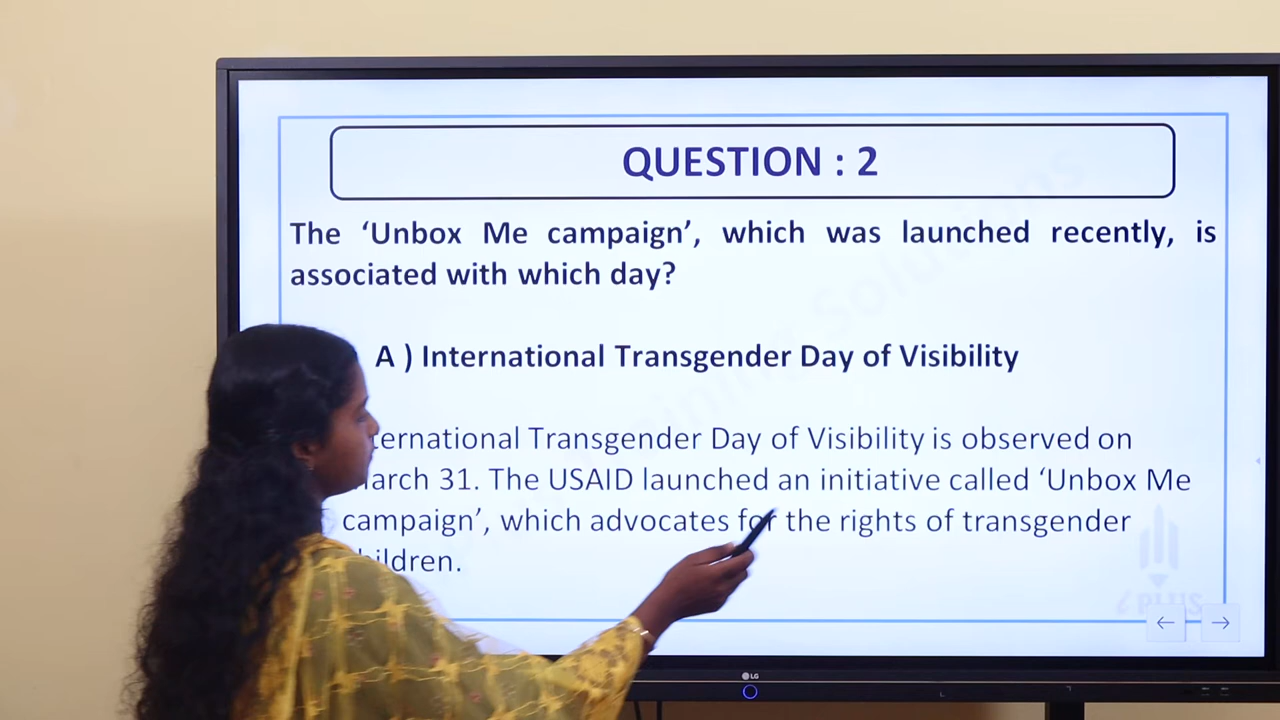 QUESTION : 2
The ‘Unbox Me campaign’, which was launched recently, is
associated with which day?
A ) International Transgender Day of Visibility
ternational Transgender Day of Visibility is observed on
arch 31. The USAID launched an initiative called ‘Unbox Me
campaign’, which advocates for the rights of transgender
ildren.
PLUS
LG